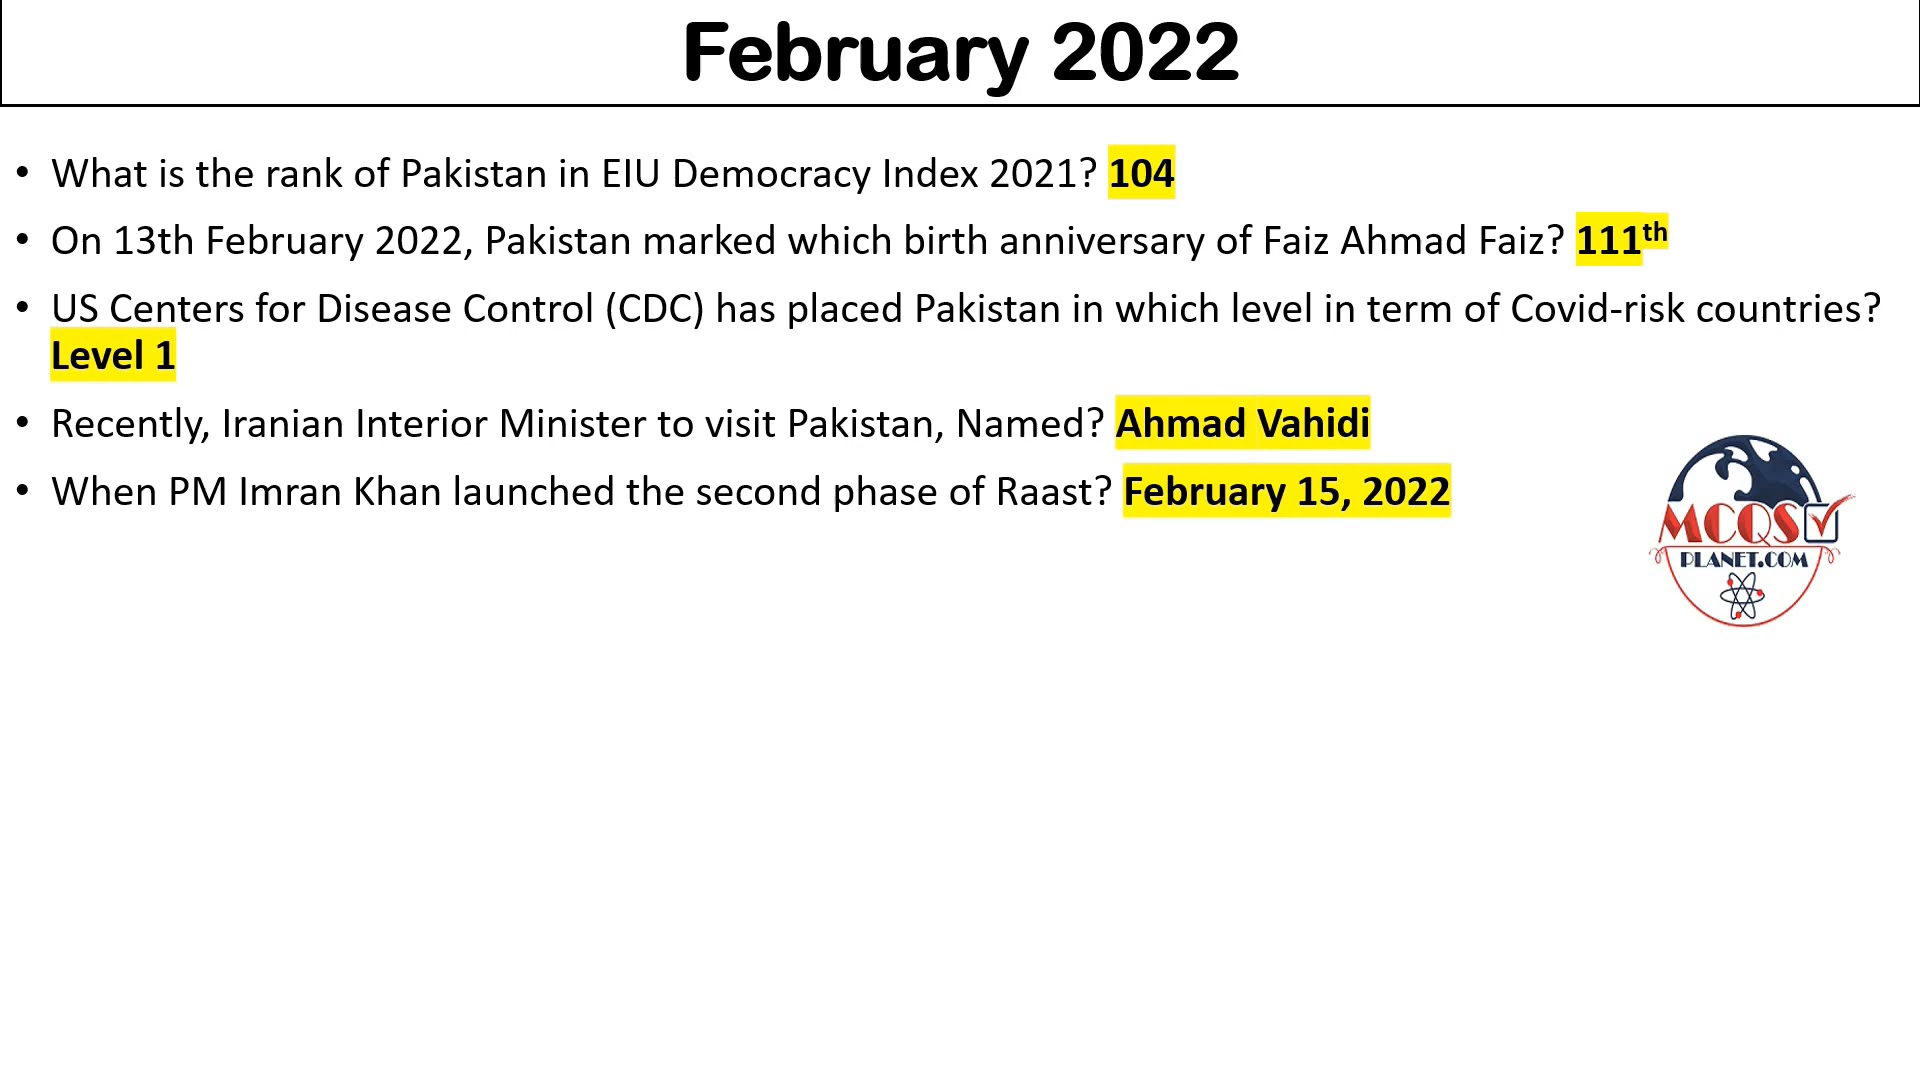 February 2022
• What is the rank of Pakistan in EIU Democracy Index 2021? 104
• On 13th February 2022, Pakistan marked which birth anniversary of Faiz Ahmad Faiz? 111th
• US Centers for Disease Control (CDC) has placed Pakistan in which level in term of Covid-risk countries?
Level 1
• Recently, Iranian Interior Minister to visit Pakistan, Named? Ahmad Vahidi
• When PM Imran Khan launched the second phase of Raast? February 15, 2022
MCQS
PLANET.COM